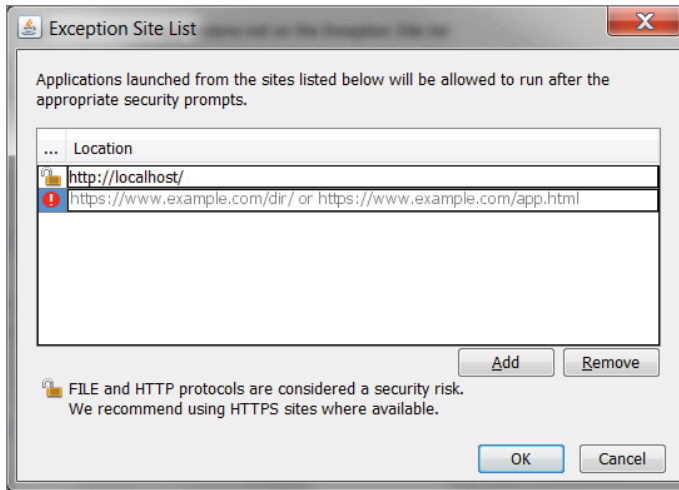 Exception Site List
Applications launched from the sites listed below will be allowed to run after the
appropriate security prompts.
... Location
http://localhost/
https://www.example.com/dir/ or https://www.example.com/app.html
Add Remove
FILE and HTTP protocols are considered a security risk.
We recommend using HTTPS sites where available.
OK Cancel